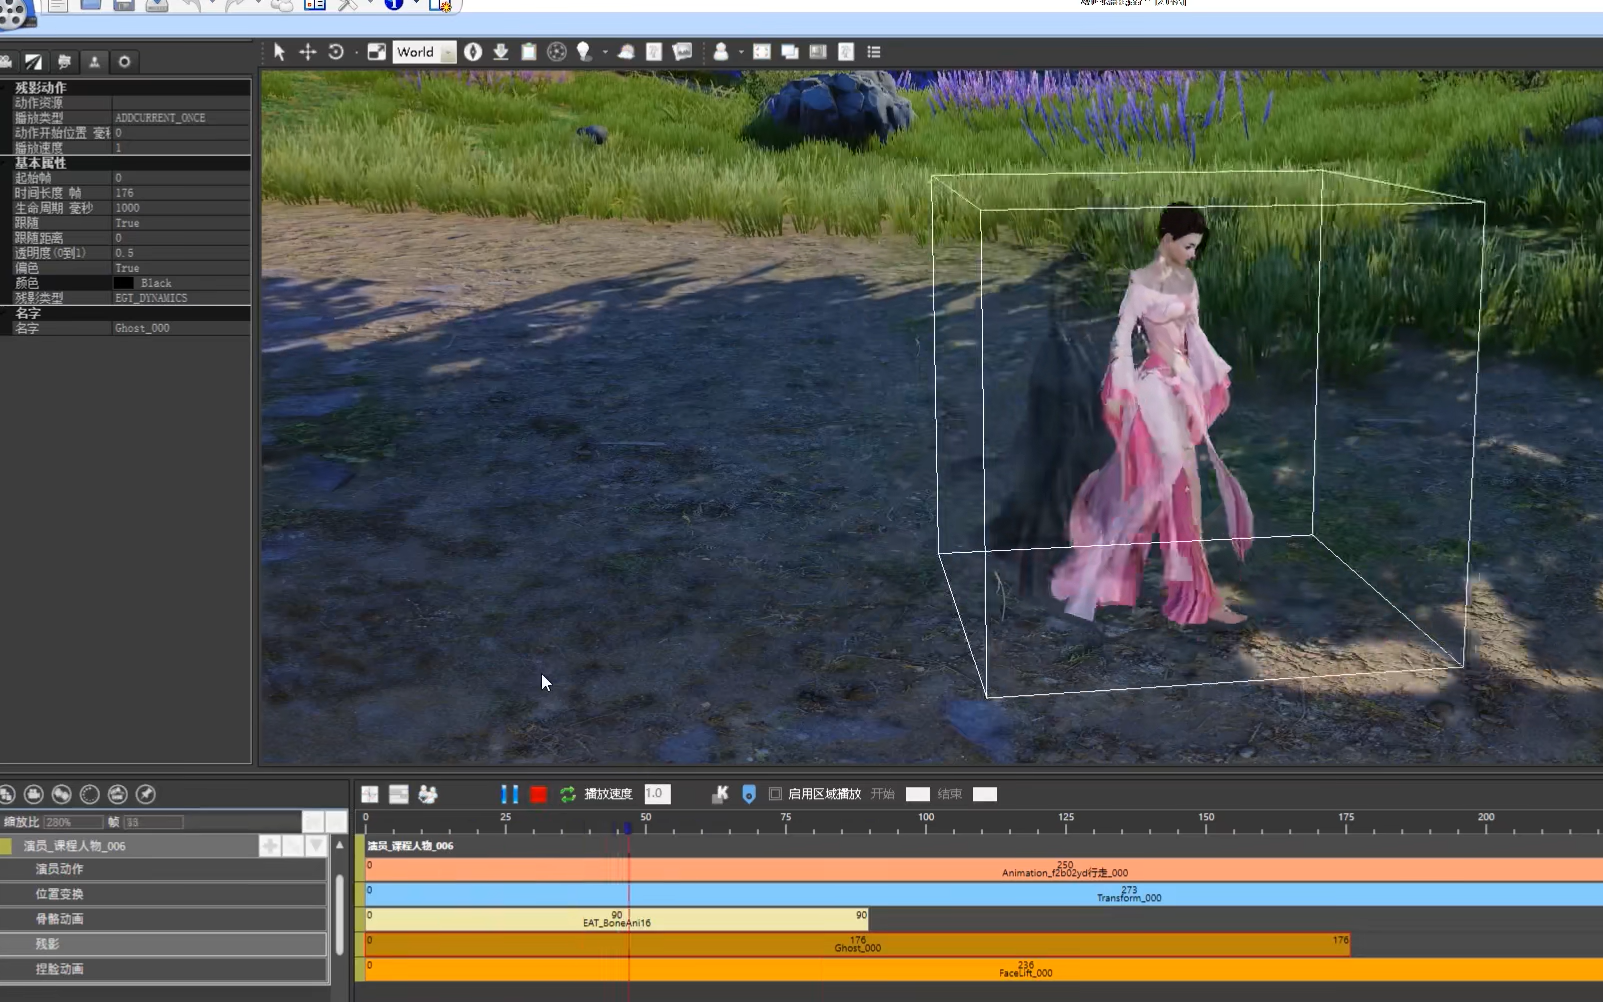 World
残影动作
动作资源
播放类型 ADDCURRENT_ONCE
动作开始位置 毫秒 0
播放速度 1
基本属性
起始帧 0
时间长度 帧 176
生命周期 毫秒 1000
跟随 True
跟随距离 0
透明度(0到1) 0.5
偏色 True
颜色 Black
残影类型 EGT_DYNAMICS
名字
名字 Ghost_000
播放速度 1.0 K 启用区域播放 开始 结束
缩放比 280% 帧
0 25 50 75 100 125 150 175 200
演员_课程人物_006
演员_课程人物_006
演员动作
0 250
Animation_f2b02yd行走_000
位置变换
0 273
Transform_000
骨骼动画
0 90 90
EAT_BoneAni16
残影
0 176 176
Ghost_000
捏脸动画
0 236
FaceLift_000